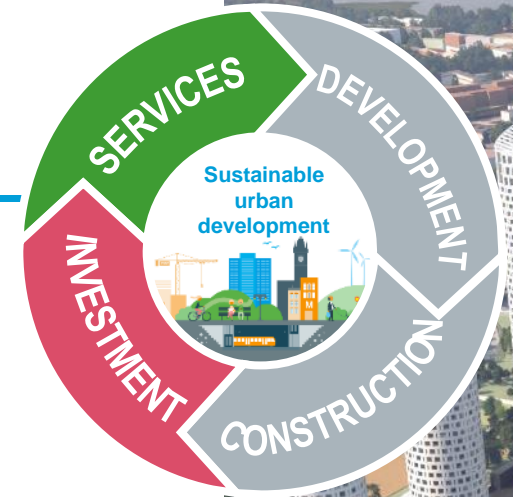 SERVICES
DEVELOPMENT
Sustainable
urban
development
M
INVESTMENT
CONSTRUCTION